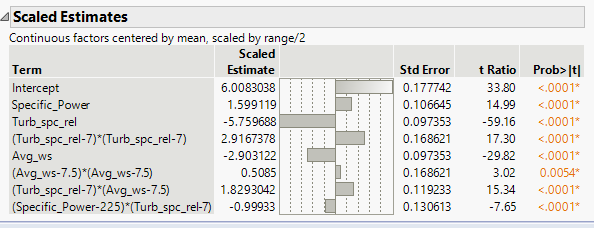 Scaled Estimates
Continuous factors centered by mean, scaled by range/2
Scaled
Term Estimate Std Error t Ratio Prob>|t|
Intercept 6.0083038 0.177742 33.80 <.0001*
Specific_Power 1.599119 0.106645 14.99 <.0001*
Turb_spc_rel -5.759688 0.097353 -59.16 <.0001*
(Turb_spc_rel-7)*(Turb_spc_rel-7) 2.9167378 0.168621 17.30 <.0001*
Avg_ws -2.903122 0.097353 -29.82 <.0001*
(Avg_ws-7.5)*(Avg_ws-7.5) 0.5085 0.168621 3.02 0.0054*
(Turb_spc_rel-7)*(Avg_ws-7.5) 1.8293042 0.119233 15.34 <.0001*
(Specific_Power-225)*(Turb_spc_rel-7) -0.99933 0.130613 -7.65 <.0001*